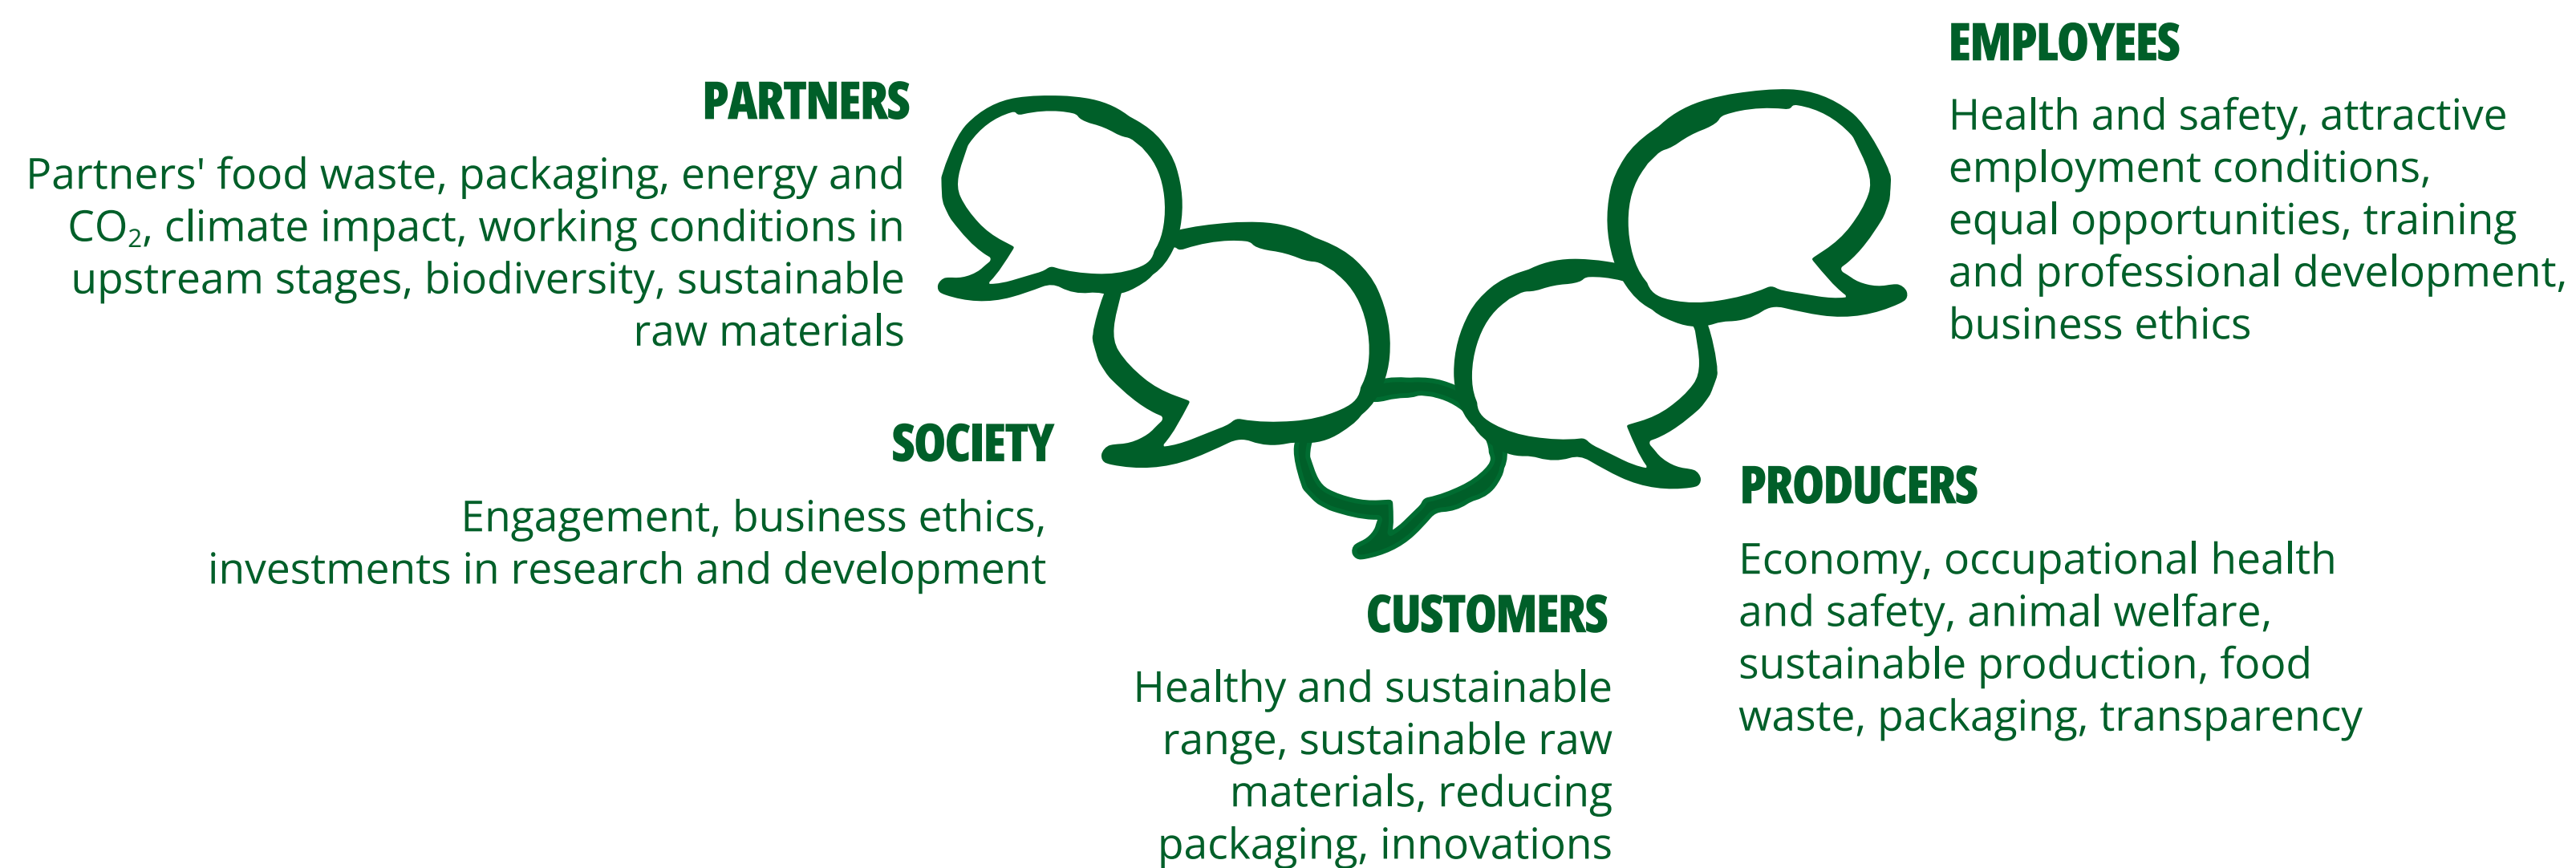 PARTNERS
Partners' food waste, packaging, energy and
CO₂, climate impact, working conditions in
upstream stages, biodiversity, sustainable
raw materials
SOCIETY
Engagement, business ethics,
investments in research and development
CUSTOMERS
Healthy and sustainable
range, sustainable raw
materials, reducing
packaging, innovations
PRODUCERS
Economy, occupational health
and safety, animal welfare,
sustainable production, food
waste, packaging, transparency
EMPLOYEES
Health and safety, attractive
employment conditions,
equal opportunities, training
and professional development,
business ethics